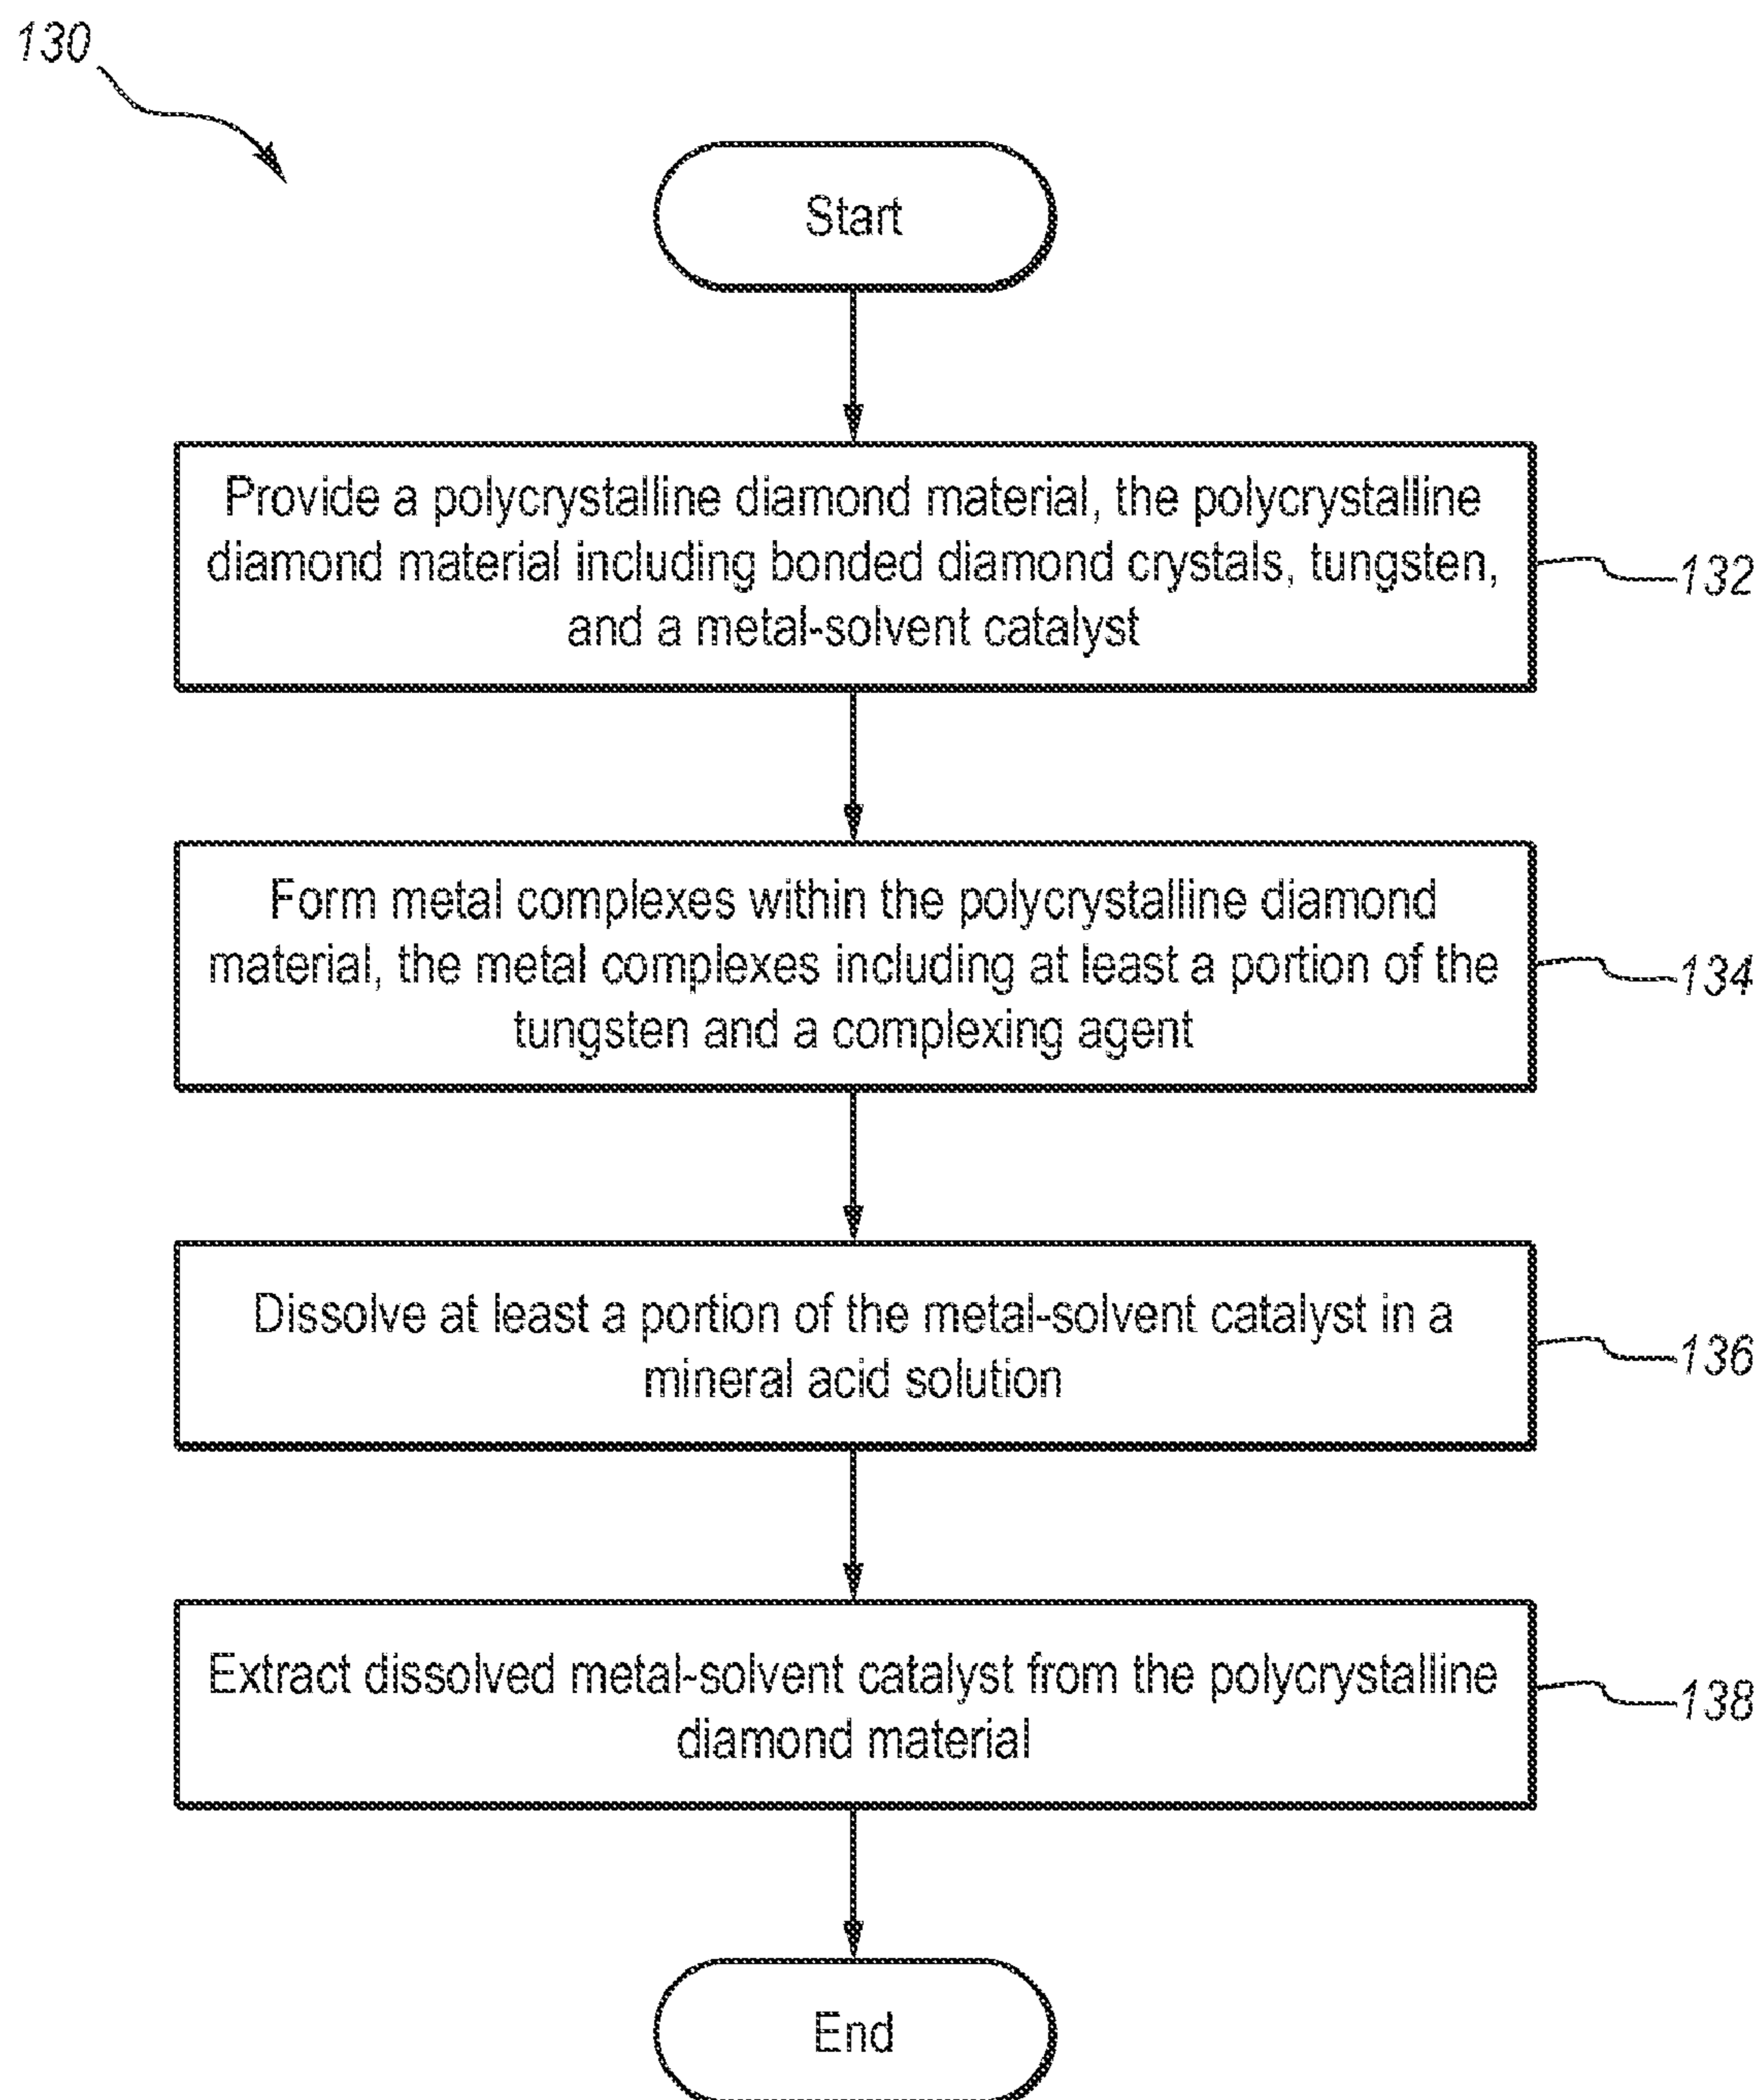 130
Start
Provide a polycrystalline diamond material, the polycrystalline
diamond material including bonded diamond crystals, tungsten,
and a metal-solvent catalyst
132
Form metal complexes within the polycrystalline diamond
material, the metal complexes including at least a portion of the
tungsten and a complexing agent
134
Dissolve at least a portion of the metal-solvent catalyst in a
mineral acid solution
136
Extract dissolved metal-solvent catalyst from the polycrystalline
diamond material
138
End